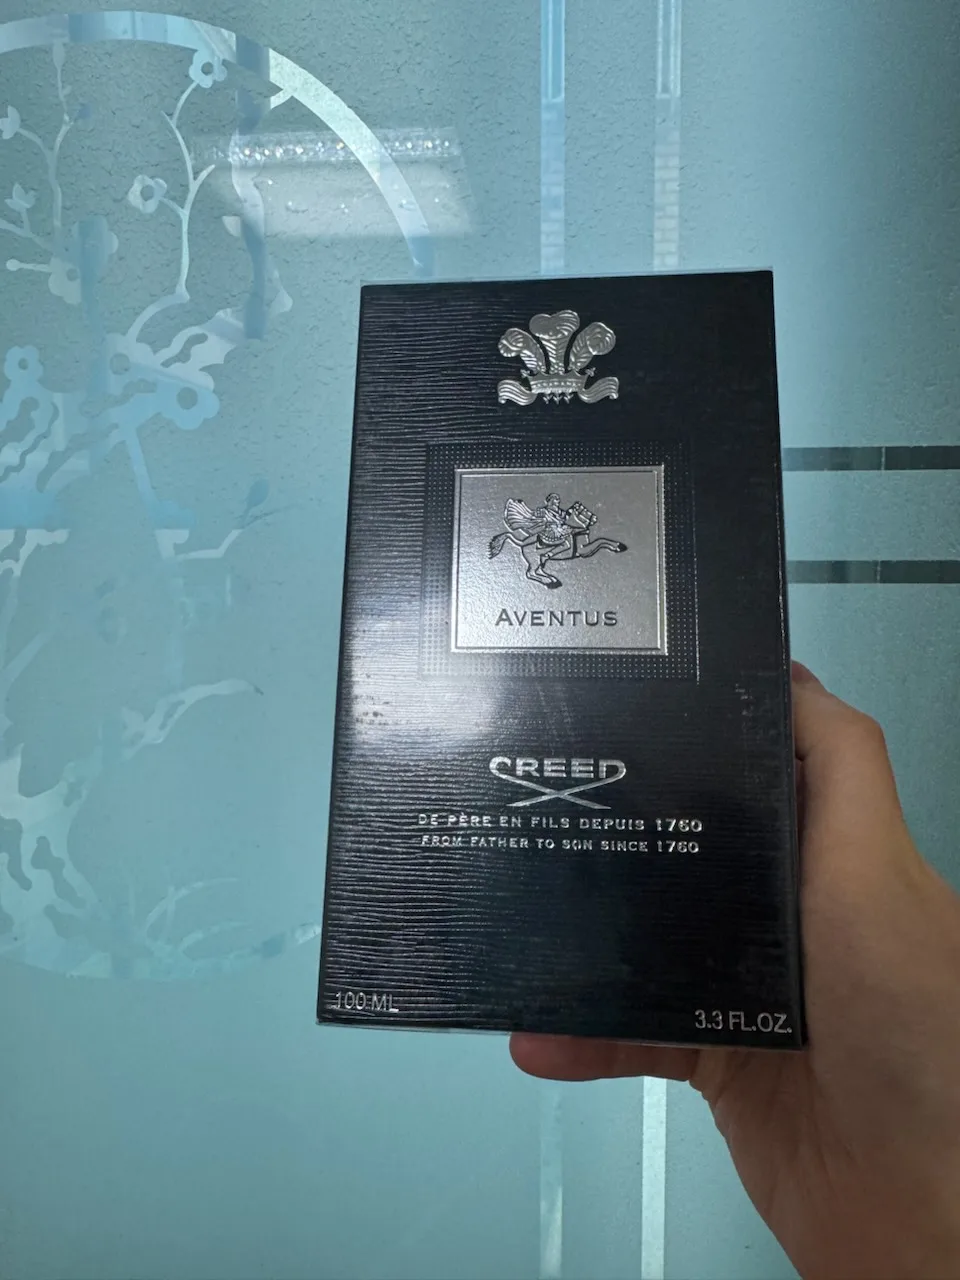 AVENTUS
CREED
DE PÈRE EN FILS DEPUIS 1760
FROM FATHER TO SON SINCE 1760
100 ML
3.3 FL.OZ.